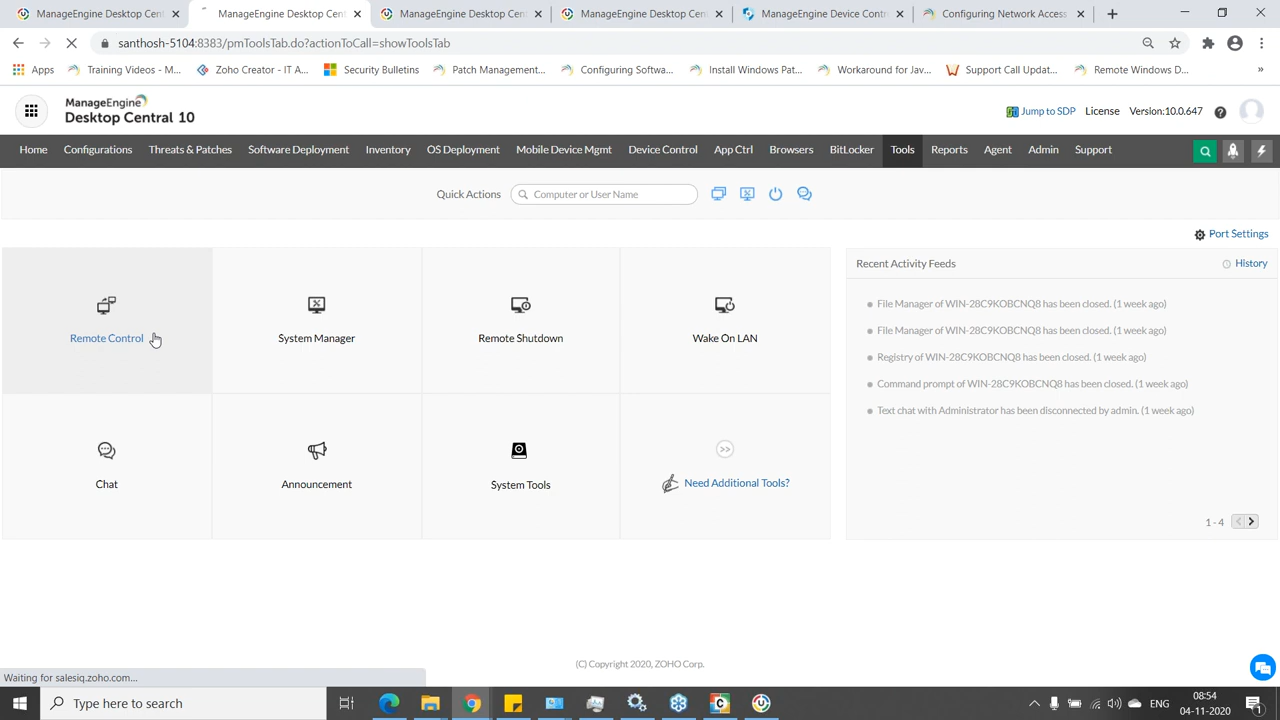 ManageEngine Desktop Cen
ManageEngine Desktop Cen
ManageEngine Desktop Cen
ManageEngine Desktop Cen
ManageEngine Device Contr
Configuring Network Access
santhosh-5104:8383/pmToolsTab.do?actionToCall=showToolsTab
Apps
Training Videos - M...
Zoho Creator - IT A...
Security Bulletins
Patch Management...
Configuring Softwa...
Install Windows Pat...
Workaround for Jav...
Support Call Updat...
Remote Windows D...
ManageEngine
Desktop Central 10
Jump to SDP
License
Version:10.0.647
Home
Configurations
Threats & Patches
Software Deployment
Inventory
OS Deployment
Mobile Device Mgmt
Device Control
App Ctrl
Browsers
BitLocker
Tools
Reports
Agent
Admin
Support
Quick Actions
Computer or User Name
Port Settings
Remote Control
System Manager
Remote Shutdown
Wake On LAN
Chat
Announcement
System Tools
Need Additional Tools?
Recent Activity Feeds
History
File Manager of WIN-28C9KOBCNQ8 has been closed. (1 week ago)
File Manager of WIN-28C9KOBCNQ8 has been closed. (1 week ago)
Registry of WIN-28C9KOBCNQ8 has been closed. (1 week ago)
Command prompt of WIN-28C9KOBCNQ8 has been closed. (1 week ago)
Text chat with Administrator has been disconnected by admin. (1 week ago)
1 - 4
(C) Copyright 2020, ZOHO Corp.
Waiting for salesiq.zoho.com...
Type here to search
ENG
08:54
04-11-2020
1